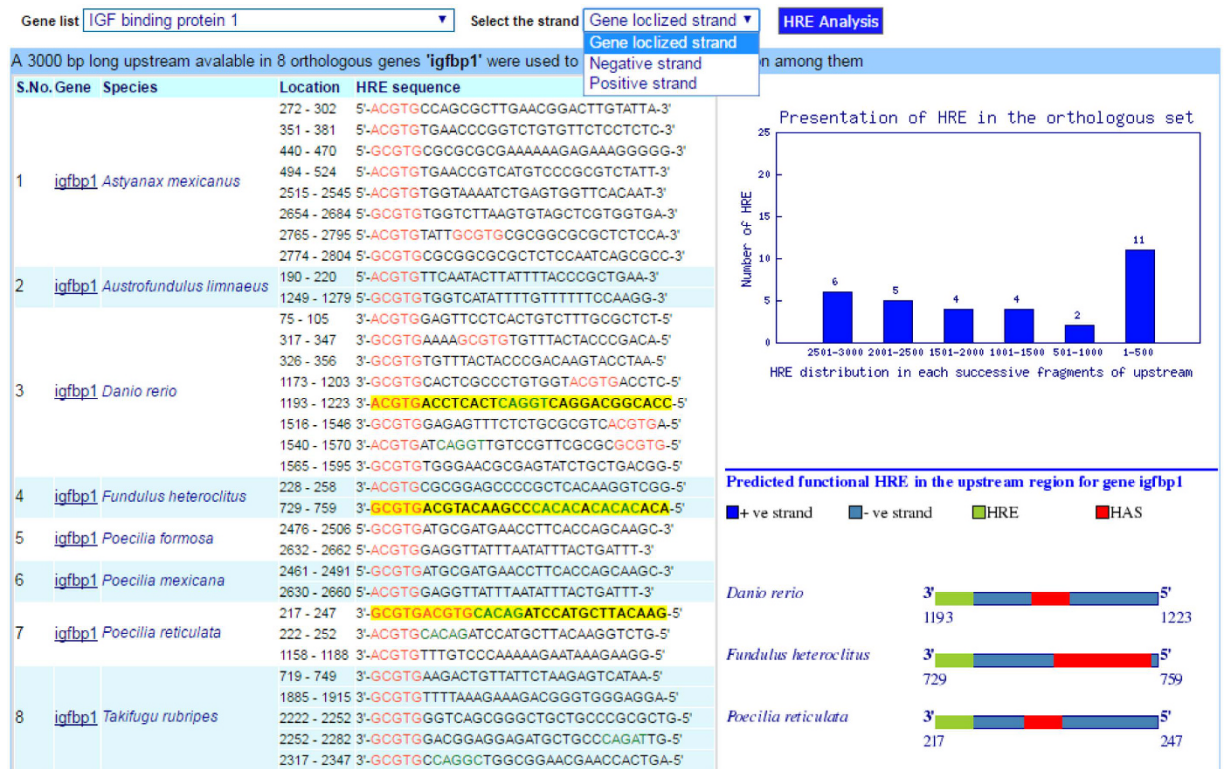 Gene list IGF binding protein 1 Select the strand Gene loclized strand HRE Analysis
Gene loclized strand
Negative strand
Positive strand
A 3000 bp long upstream avalable in 8 orthologous genes 'igfbp1' were used to on among them
S.No. Gene Species Location HRE sequence
272 - 302 5'-ACGTGCCAGCGCTTGAACGGACTTGTATTA-3'
351 - 381 5'-ACGTGTGAACCCGGTCTGTGTTCTCCTCTC-3'
440 - 470 5'-GCGTGCGCGCGCGAAAAAAGAGAAAGGGGG-3'
1 igfbp1 Astyanax mexicanus 494 - 524 5'-ACGTGTGAACCGTCATGTCCCGCGTCTATT-3'
2515 - 2545 5'-ACGTGTGGTAAAATCTGAGTGGTTCACAAT-3'
2654 - 2684 5'-GCGTGTGGTCTTAAGTGTAGCTCGTGGTGA-3'
2765 - 2795 5'-ACGTGTATTGCGTGCGCGGCGCGCTCTCCA-3'
2774 - 2804 5'-GCGTGCGCGGCGCGCTCTCCAATCAGCGCC-3'
2 igfbp1 Austrofundulus limnaeus 190 - 220 5'-ACGTGTTCAATACTTATTTTACCCGCTGAA-3'
1249 - 1279 5'-GCGTGTGGTCATATTTTGTTTTTTCCAAGG-3'
75 - 105 3'-ACGTGGAGTTCCTCACTGTCTTTGCGCTCT-5'
317 - 347 3'-GCGTGAAAAGCGTGTGTTTACTACCCGACA-5'
326 - 356 3'-GCGTGTGTTTACTACCCGACAAGTACCTAA-5'
3 igfbp1 Danio rerio 1173 - 1203 3'-GCGTGCACTCGCCCTGTGGTACGTGACCTC-5'
1193 - 1223 3'-ACGTGACCTCACTCAGGTCAGGACGGCACC-5'
1516 - 1546 3'-GCGTGGAGAGTTTCTCTGCGCGTCACGTGA-5'
1540 - 1570 3'-ACGTGATCAGGTTGTCCGTTCGCGCGCGTG-5'
1565 - 1595 3'-GCGTGTGGGAACGCGAGTATCTGCTGACGG-5'
4 igfbp1 Fundulus heteroclitus 228 - 258 3'-ACGTGCGCGGAGCCCCGCTCACAAGGTCGG-5'
729 - 759 3'-GCGTGACGTACAAGCCCACACACACACACA-5'
5 igfbp1 Poecilia formosa 2476 - 2506 5'-GCGTGATGCGATGAACCTTCACCAGCAAGC-3'
2632 - 2662 5'-ACGTGGAGGTTATTTAATATTTACTGATTT-3'
6 igfbp1 Poecilia mexicana 2461 - 2491 5'-GCGTGATGCGATGAACCTTCACCAGCAAGC-3'
2630 - 2660 5'-ACGTGGAGGTTATTTAATATTTACTGATTT-3'
217 - 247 3'-GCGTGACGTGCACAGATCCATGCTTACAAG-5'
7 igfbp1 Poecilia reticulata 222 - 252 3'-ACGTGCACAGATCCATGCTTACAAGGTCTG-5'
1158 - 1188 3'-ACGTGTTTGTCCCAAAAAGAATAAAGAAGG-5'
719 - 749 3'-GCGTGAAGACTGTTATTCTAAGAGTCATAA-5'
1885 - 1915 3'-GCGTGTTTTAAAGAAAGACGGGTGGGAGGA-5'
8 igfbp1 Takifugu rubripes 2222 - 2252 3'-GCGTGGGTCAGCGGGCTGCTGCCCGCGCTG-5'
2252 - 2282 3'-GCGTGGACGGAGGAGATGCTGCCCAGATTG-5'
2317 - 2347 3'-GCGTGCCAGGCTGGCGGAACGAACCACTGA-5'
Presentation of HRE in the orthologous set
Number of HRE
25
20
15
10
5
0
6 5 4 4 2 11
2501-3000 2001-2500 1501-2000 1001-1500 501-1000 1-500
HRE distribution in each successive fragments of upstream
Predicted functional HRE in the upstream region for gene igfbp1
+ ve strand - ve strand HRE HAS
Danio rerio 3' 5'
1193 1223
Fundulus heteroclitus 3' 5'
729 759
Poecilia reticulata 3' 5'
217 247